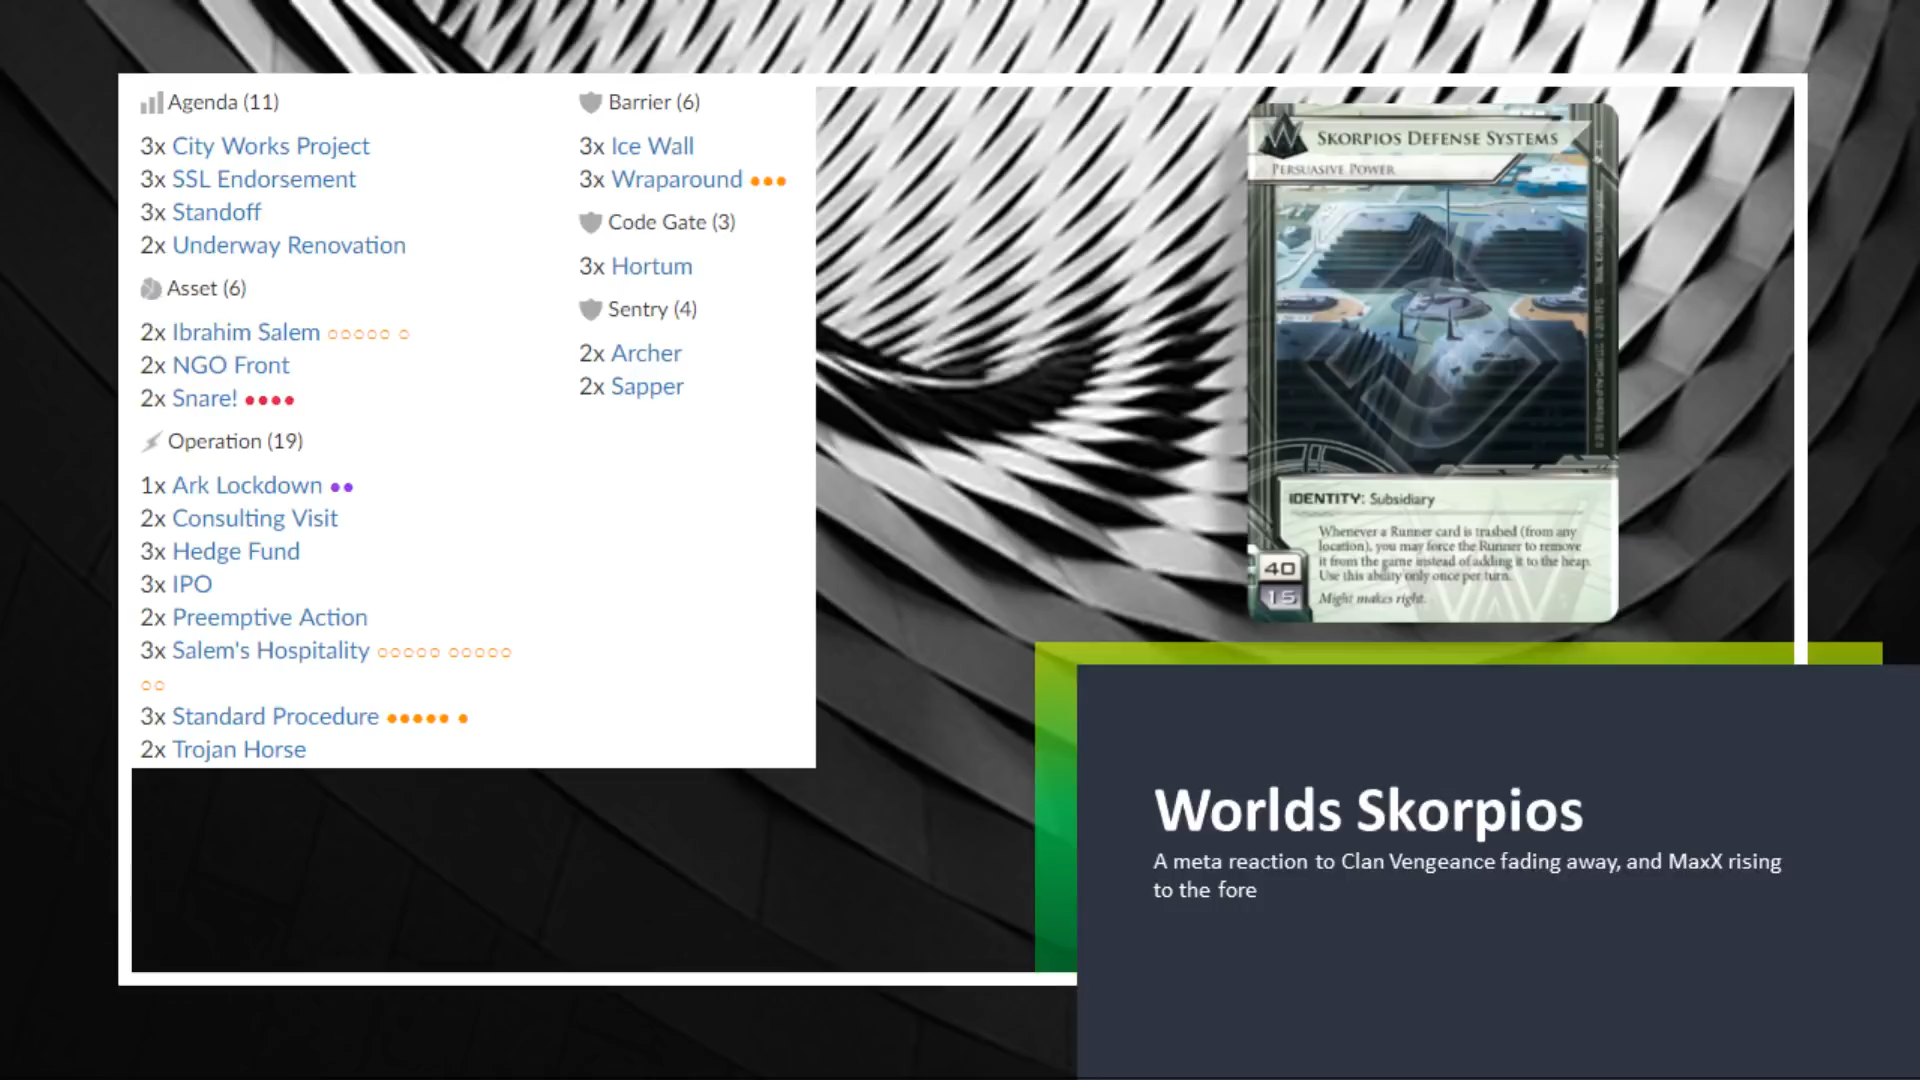 Agenda (11)
3x City Works Project
3x SSL Endorsement
3x Standoff
2x Underway Renovation
Asset (6)
2x Ibrahim Salem ○○○○○ ○
2x NGO Front
2x Snare! ●●●●
Operation (19)
1x Ark Lockdown ●●
2x Consulting Visit
3x Hedge Fund
3x IPO
2x Preemptive Action
3x Salem's Hospitality ○○○○○ ○○○○○
○○
3x Standard Procedure ●●●●● ●
2x Trojan Horse
Barrier (6)
3x Ice Wall
3x Wraparound ●●●
Code Gate (3)
3x Hortum
Sentry (4)
2x Archer
2x Sapper
SKORPIOS DEFENSE SYSTEMS
PERSUASIVE POWER
IDENTITY: Subsidiary
Whenever a Runner card is trashed (from any
location), you may force the Runner to remove
it from the game instead of adding it to the heap.
Use this ability only once per turn.
Might makes right.
40
15
Worlds Skorpios
A meta reaction to Clan Vengeance fading away, and MaxX rising
to the fore